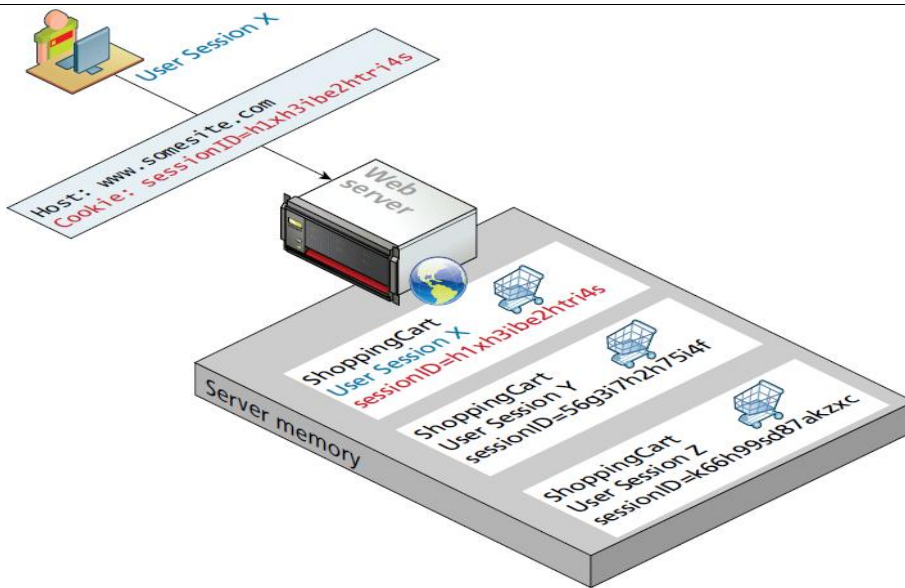 User Session X
Host: www.somesite.com
Cookie: sessionID=h1xh3ibe2htri4s
Web
server
ShoppingCart
User Session X
sessionID=h1xh3ibe2htri4s
ShoppingCart
User Session Y
sessionID=56g3i7h2h75i4f
ShoppingCart
User Session Z
sessionID=k66h99sd87akzxc
Server memory